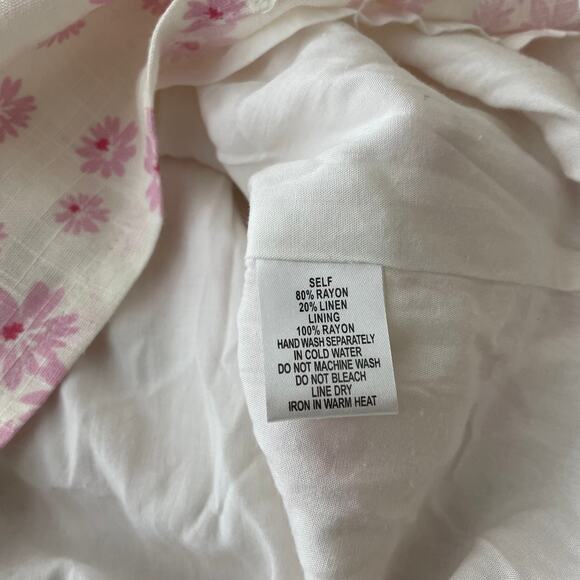 SELF
80% RAYON
20% LINEN
LINING
100% RAYON
HAND WASH SEPARATELY
IN COLD WATER
DO NOT MACHINE WASH
DO NOT BLEACH
LINE DRY
IRON IN WARM HEAT